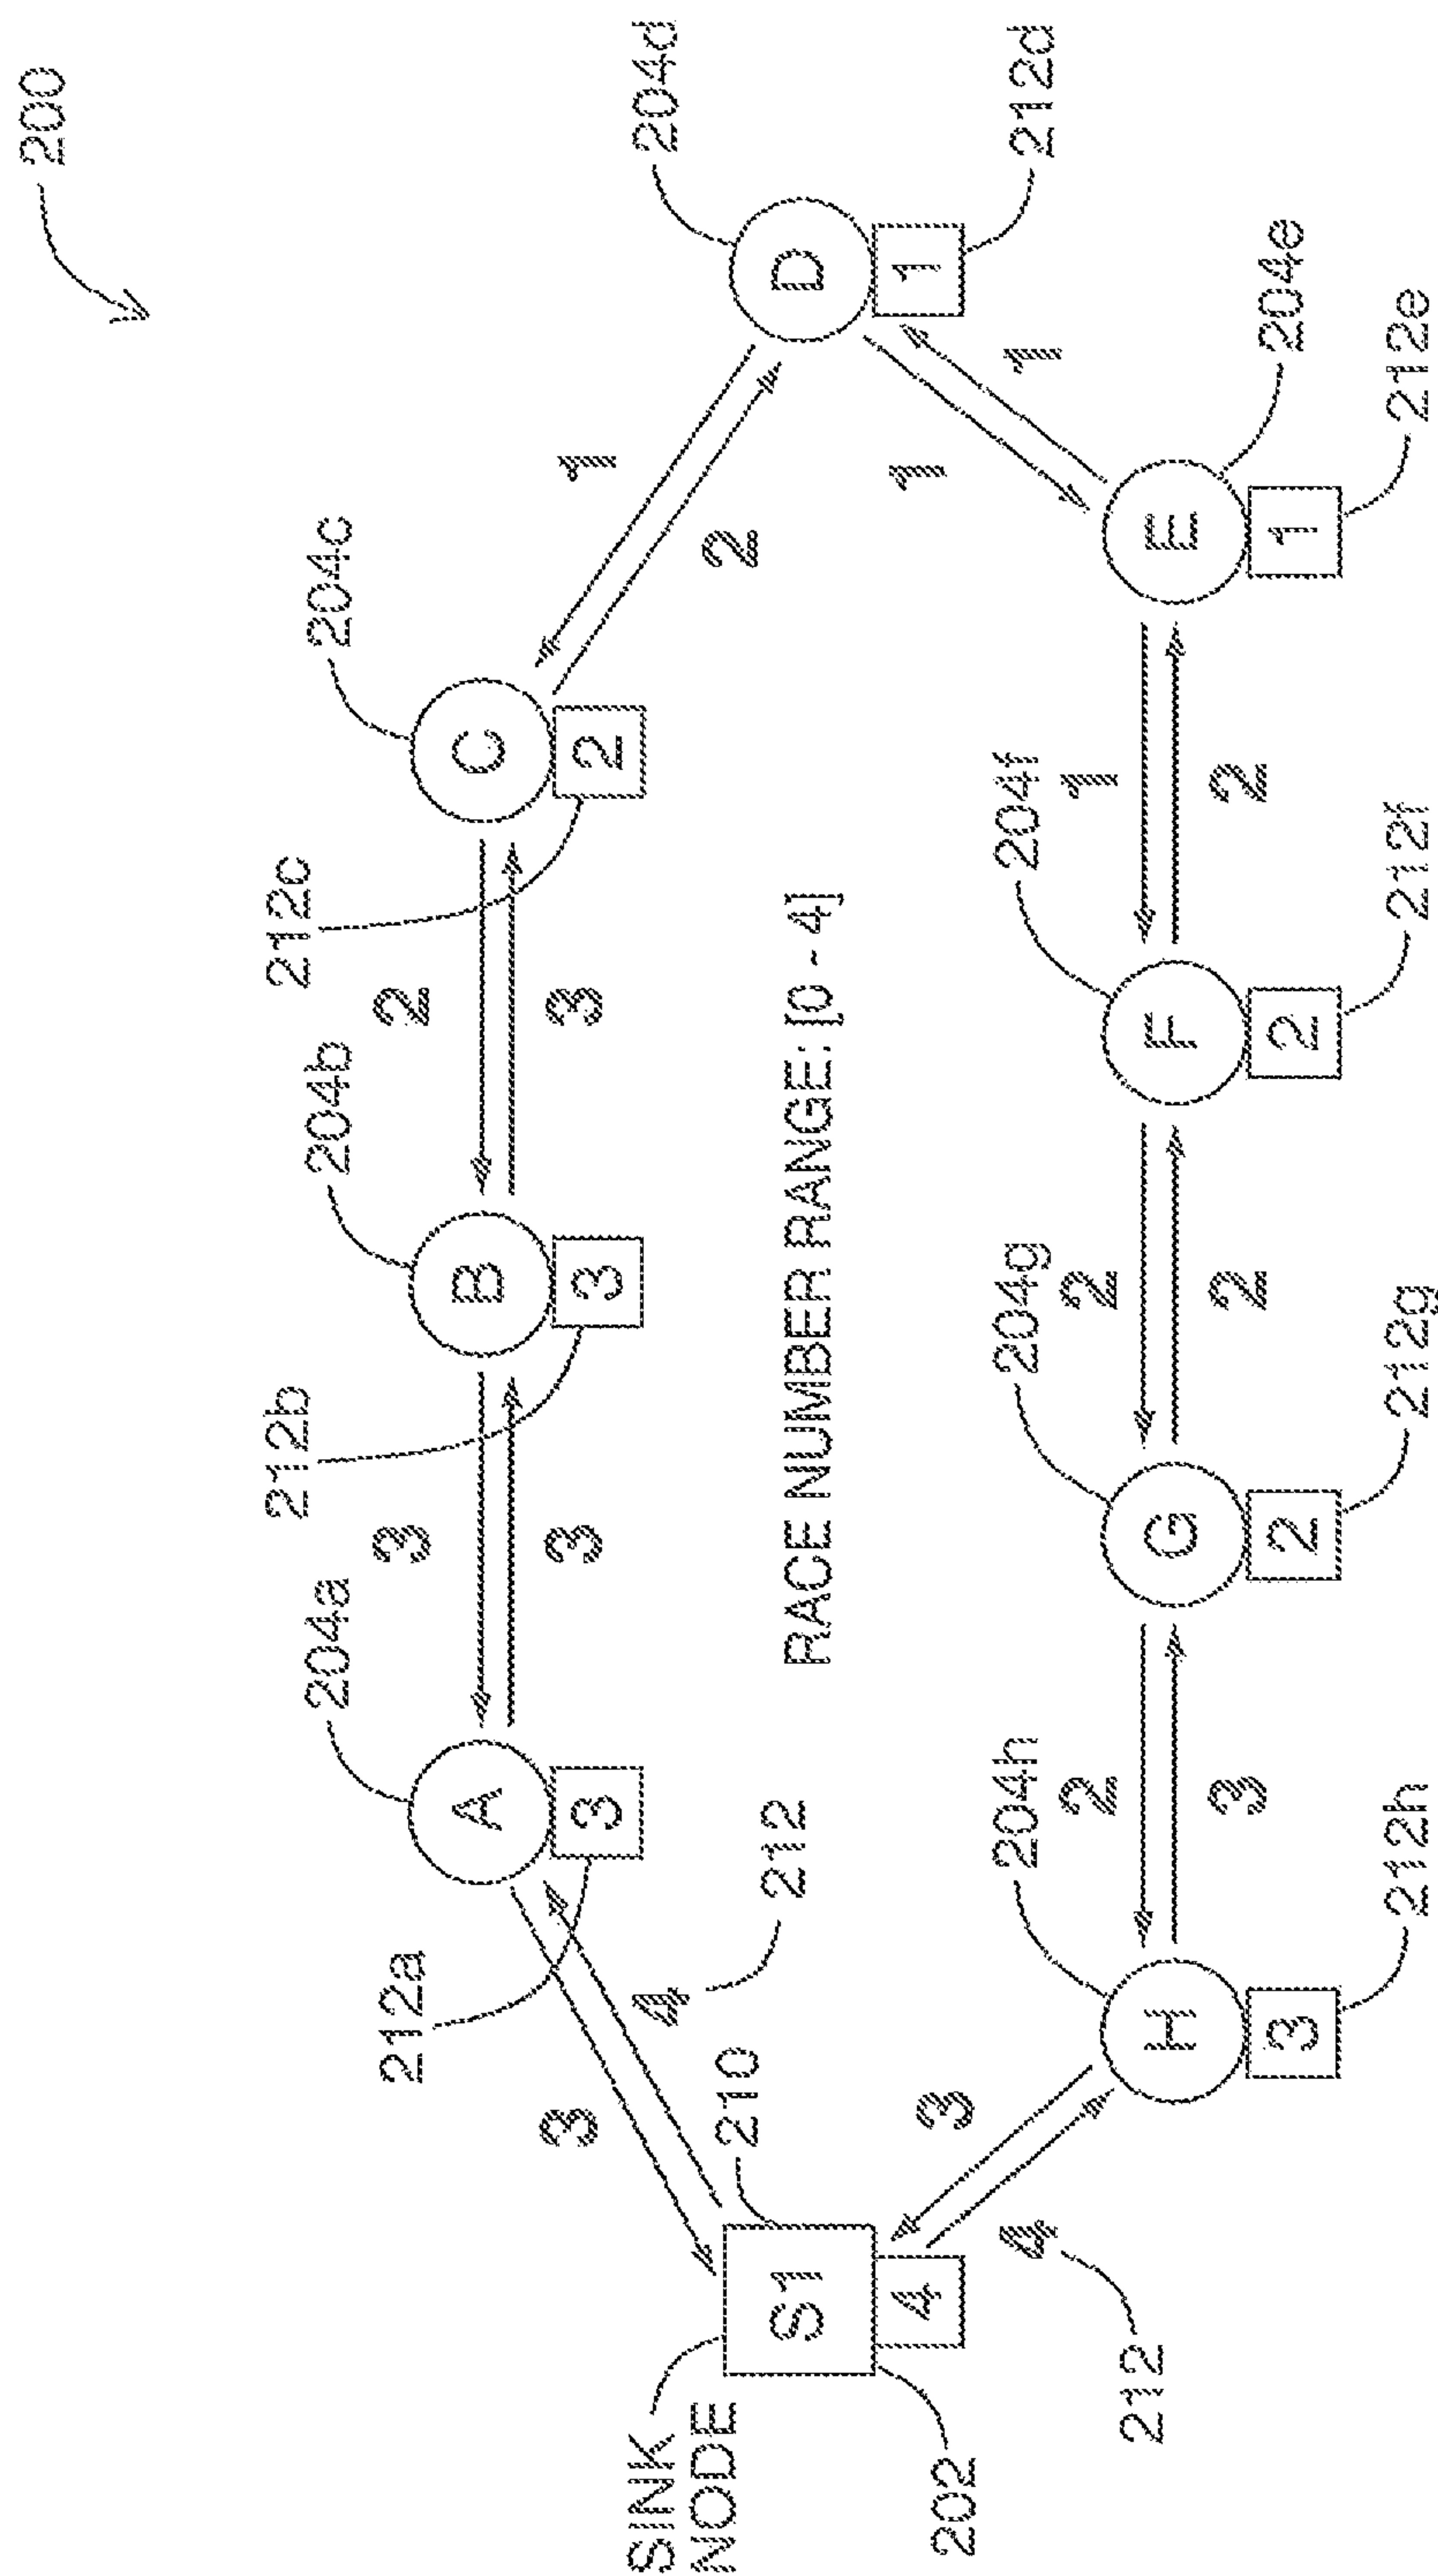 200
204a
204b
204c
204d
A
B
C
D
3
3
2
1
212a
212b
212c
212d
3
4
212
3
3
2
3
1
2
SINK
NODE
S1
4
210
202
RACE NUMBER RANGE: [0 - 4]
3
4
212
2
3
2
2
1
2
1
1
204h
204g
204f
204e
H
G
F
E
3
2
2
1
212h
212g
212f
212e